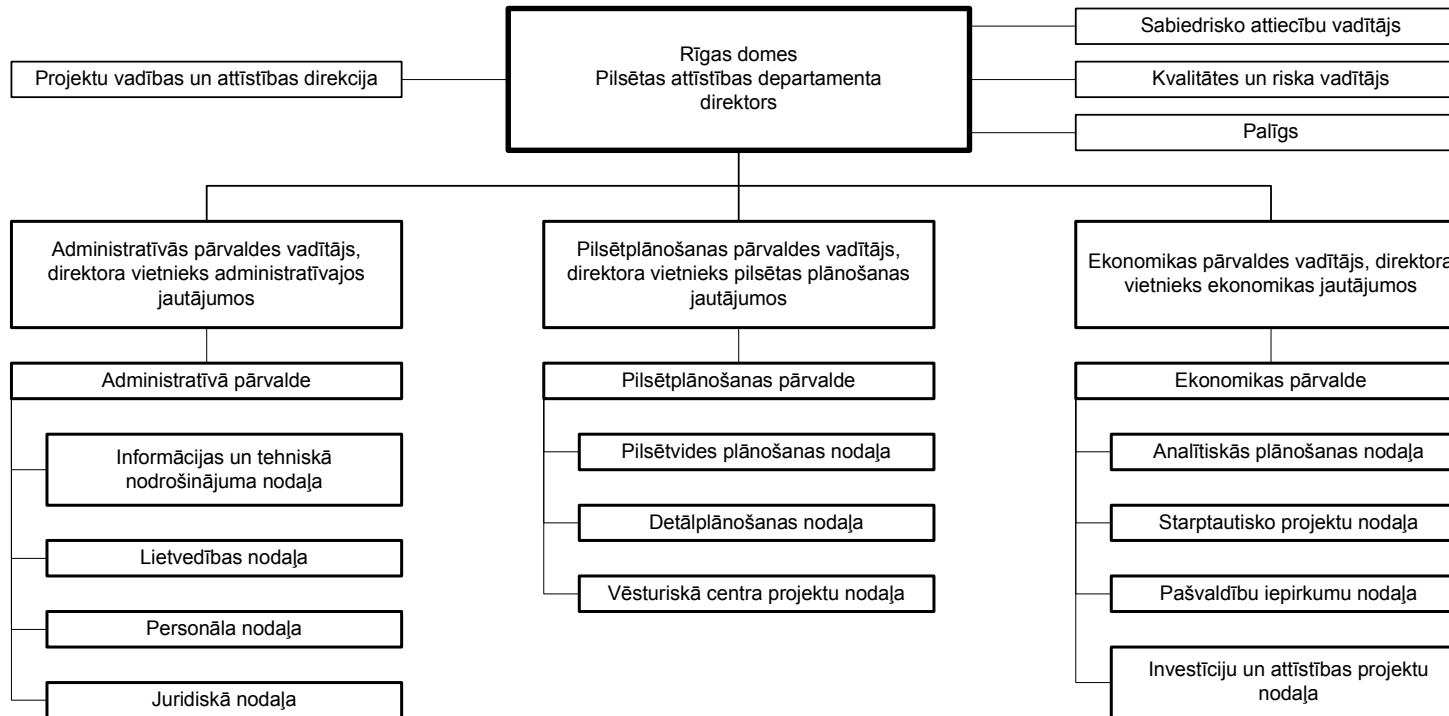 Sabiedrisko attiecību vadītājs
Rīgas domes
Pilsētas attīstības departamenta
direktors
Projektu vadības un attīstības direkcija
Kvalitātes un riska vadītājs
Palīgs
Administratīvās pārvaldes vadītājs,
direktora vietnieks administratīvajos
jautājumos
Pilsētplānošanas pārvaldes vadītājs,
direktora vietnieks pilsētas plānošanas
jautājumos
Ekonomikas pārvaldes vadītājs, direktora
vietnieks ekonomikas jautājumos
Administratīvā pārvalde
Pilsētplānošanas pārvalde
Ekonomikas pārvalde
Informācijas un tehniskā
nodrošinājuma nodaļa
Pilsētvides plānošanas nodaļa
Analītiskās plānošanas nodaļa
Detālplānošanas nodaļa
Starptautisko projektu nodaļa
Lietvedības nodaļa
Vēsturiskā centra projektu nodaļa
Pašvaldību iepirkumu nodaļa
Personāla nodaļa
Juridiskā nodaļa
Investīciju un attīstības projektu
nodaļa